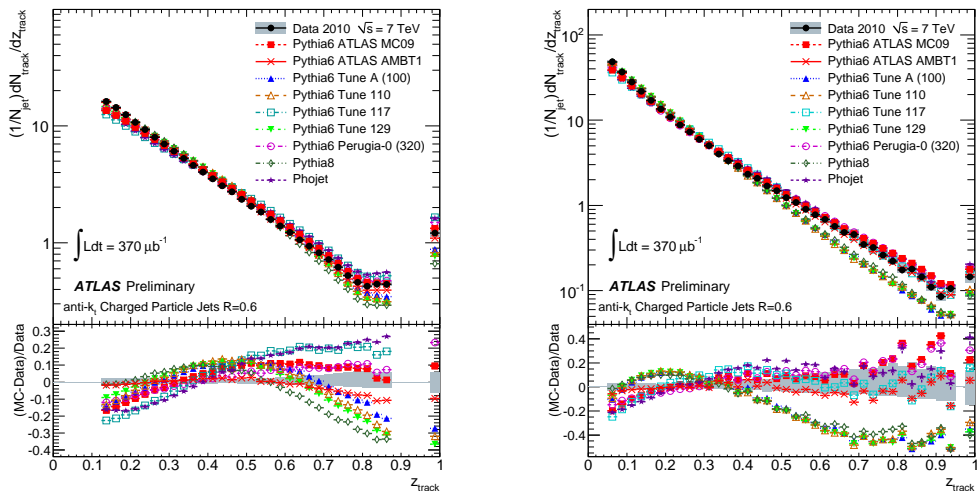 (1/N_jet)dN_track/dz_track
10
1
Data 2010 √s = 7 TeV
Pythia6 ATLAS MC09
Pythia6 ATLAS AMBT1
Pythia6 Tune A (100)
Pythia6 Tune 110
Pythia6 Tune 117
Pythia6 Tune 129
Pythia6 Perugia-0 (320)
Pythia8
Phojet
∫Ldt = 370 μb⁻¹
ATLAS Preliminary
anti-k_t Charged Particle Jets R=0.6
(MC-Data)/Data
0.3
0.2
0.1
0
-0.1
-0.2
-0.3
-0.4
0 0.1 0.2 0.3 0.4 0.5 0.6 0.7 0.8 0.9 1
z_track
(1/N_jet)dN_track/dz_track
10²
10
1
10⁻¹
Data 2010 √s = 7 TeV
Pythia6 ATLAS MC09
Pythia6 ATLAS AMBT1
Pythia6 Tune A (100)
Pythia6 Tune 110
Pythia6 Tune 117
Pythia6 Tune 129
Pythia6 Perugia-0 (320)
Pythia8
Phojet
∫Ldt = 370 μb⁻¹
ATLAS Preliminary
anti-k_t Charged Particle Jets R=0.6
(MC-Data)/Data
0.4
0.2
0
-0.2
-0.4
0 0.1 0.2 0.3 0.4 0.5 0.6 0.7 0.8 0.9 1
z_track